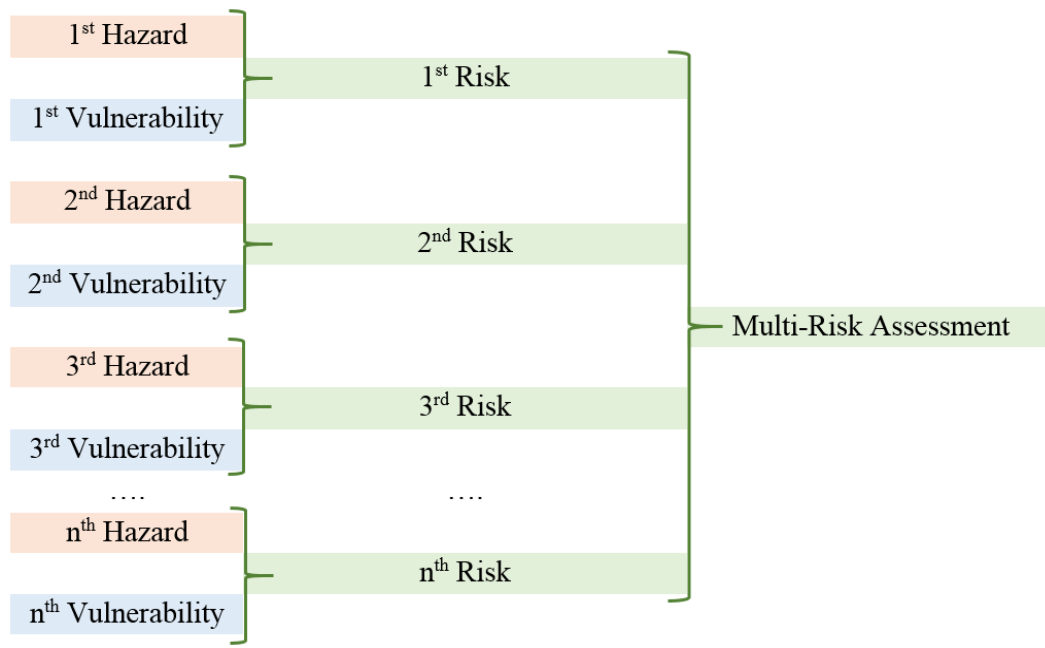 1st Hazard
1st Risk
1st Vulnerability
2nd Hazard
2nd Risk
2nd Vulnerability
Multi-Risk Assessment
3rd Hazard
3rd Risk
3rd Vulnerability
…. ….
nth Hazard
nth Risk
nth Vulnerability